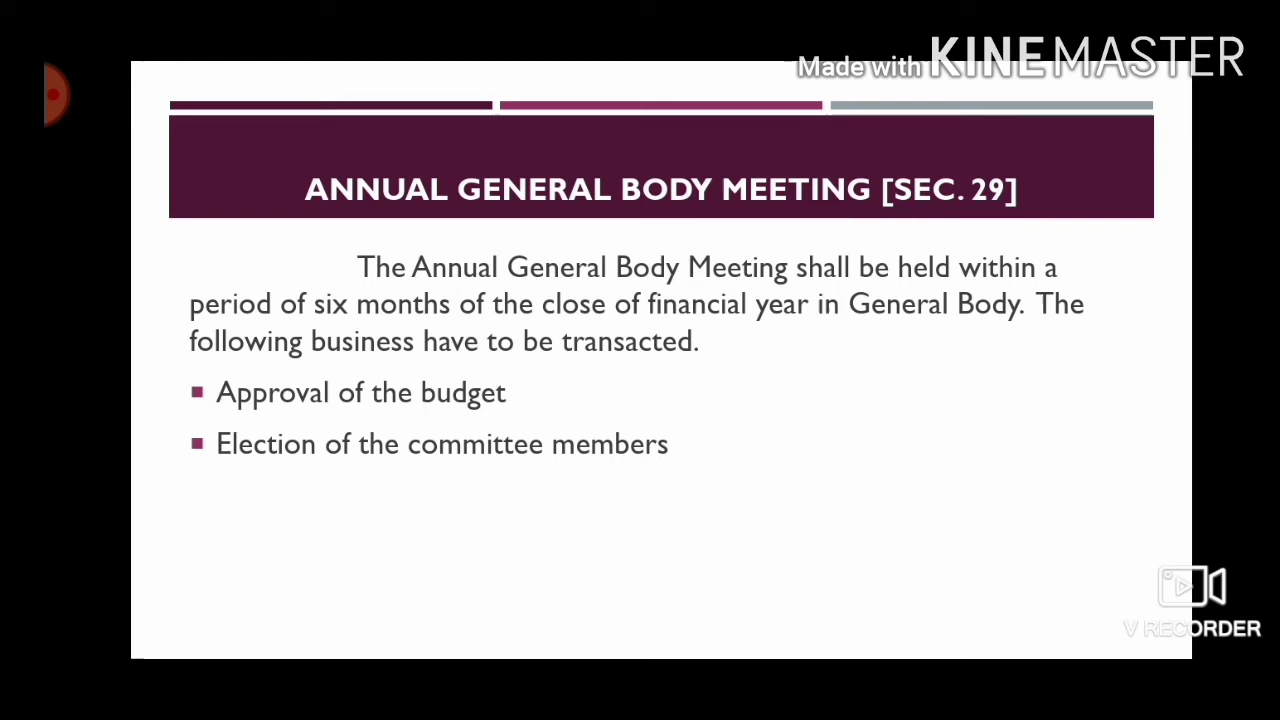 Made with KINEMASTER
ANNUAL GENERAL BODY MEETING [SEC. 29]
The Annual General Body Meeting shall be held within a
period of six months of the close of financial year in General Body. The
following business have to be transacted.
Approval of the budget
Election of the committee members
V RECORDER